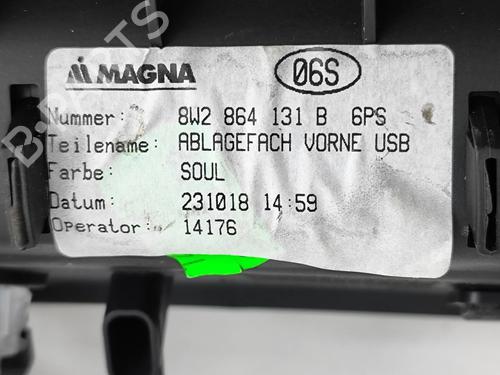 MAGNA
06S
Nummer: 8W2 864 131 B 6PS
Teilename: ABLAGEFACH VORNE USB
Farbe: SOUL
Datum: 231018 14:59
Operator: 14176